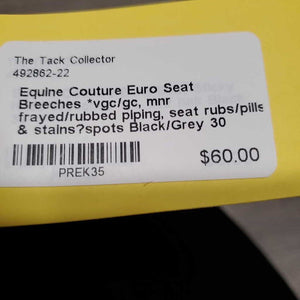 The Tack Collector
492862-22
Equine Couture Euro Seat
Breeches *vgc/gc, mnr
frayed/rubbed piping, seat rubs/pills
& stains?spots Black/Grey 30
$60.00
PREK35